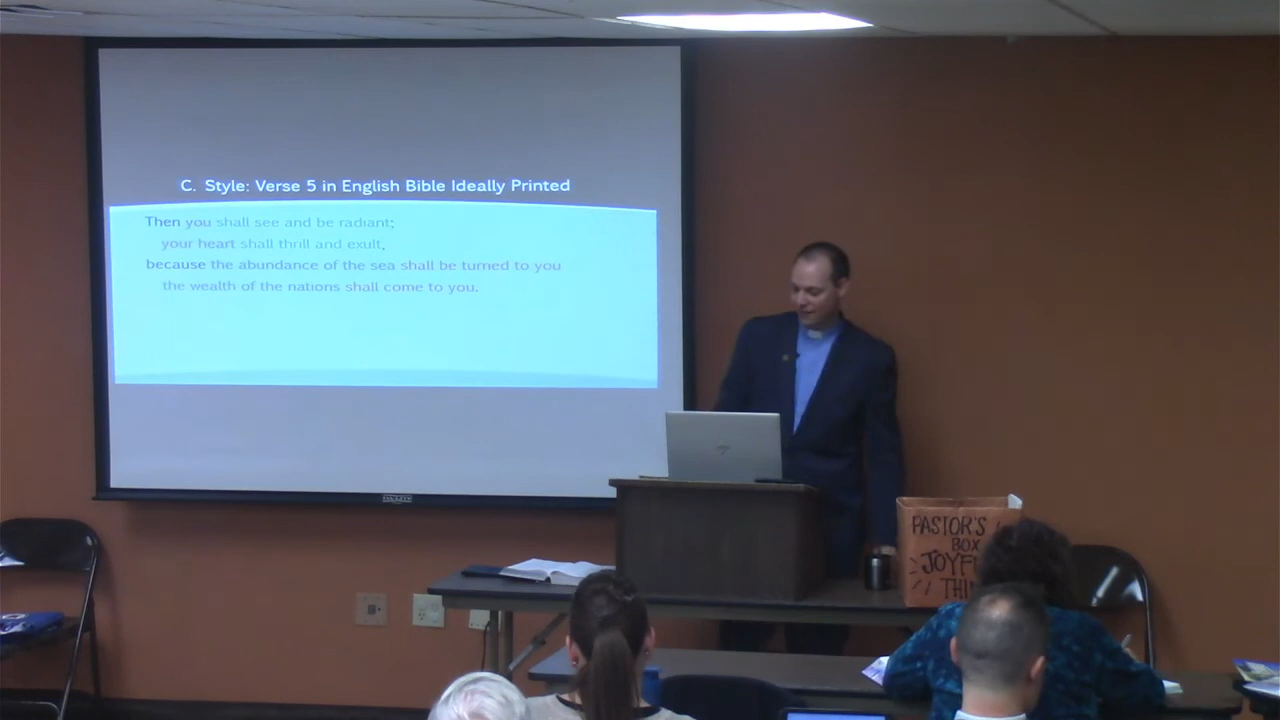 C. Style: Verse 5 in English Bible Ideally Printed
Then you shall see and be radiant;
your heart shall thrill and exult,
because the abundance of the sea shall be turned to you
the wealth of the nations shall come to you.
PASTOR'S
BOX